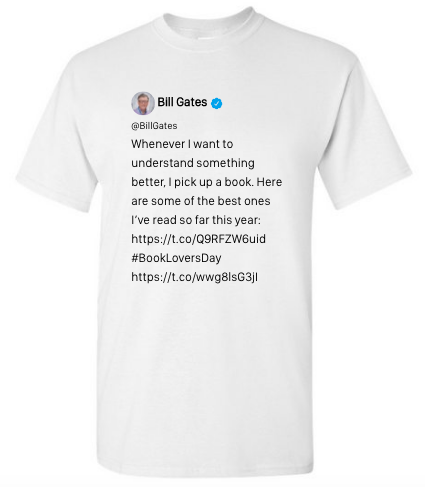 Bill Gates
@BillGates
Whenever I want to
understand something
better, I pick up a book. Here
are some of the best ones
I've read so far this year:
https://t.co/Q9RFZW6uid
#BookLoversDay
https://t.co/wwg8lsG3jI